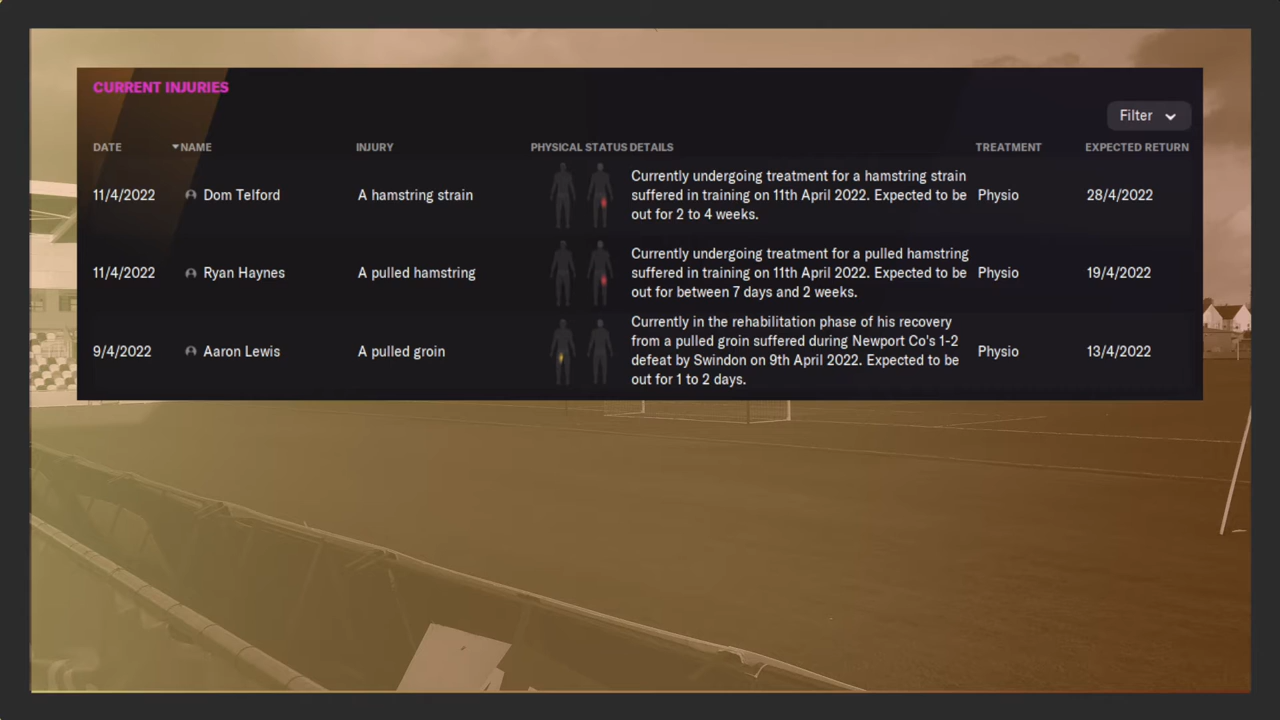 CURRENT INJURIES
Filter
DATE NAME INJURY PHYSICAL STATUS DETAILS TREATMENT EXPECTED RETURN
11/4/2022 Dom Telford A hamstring strain Currently undergoing treatment for a hamstring strain
suffered in training on 11th April 2022. Expected to be
out for 2 to 4 weeks. Physio 28/4/2022
11/4/2022 Ryan Haynes A pulled hamstring Currently undergoing treatment for a pulled hamstring
suffered in training on 11th April 2022. Expected to be
out for between 7 days and 2 weeks. Physio 19/4/2022
9/4/2022 Aaron Lewis A pulled groin Currently in the rehabilitation phase of his recovery
from a pulled groin suffered during Newport Co's 1-2
defeat by Swindon on 9th April 2022. Expected to be
out for 1 to 2 days. Physio 13/4/2022